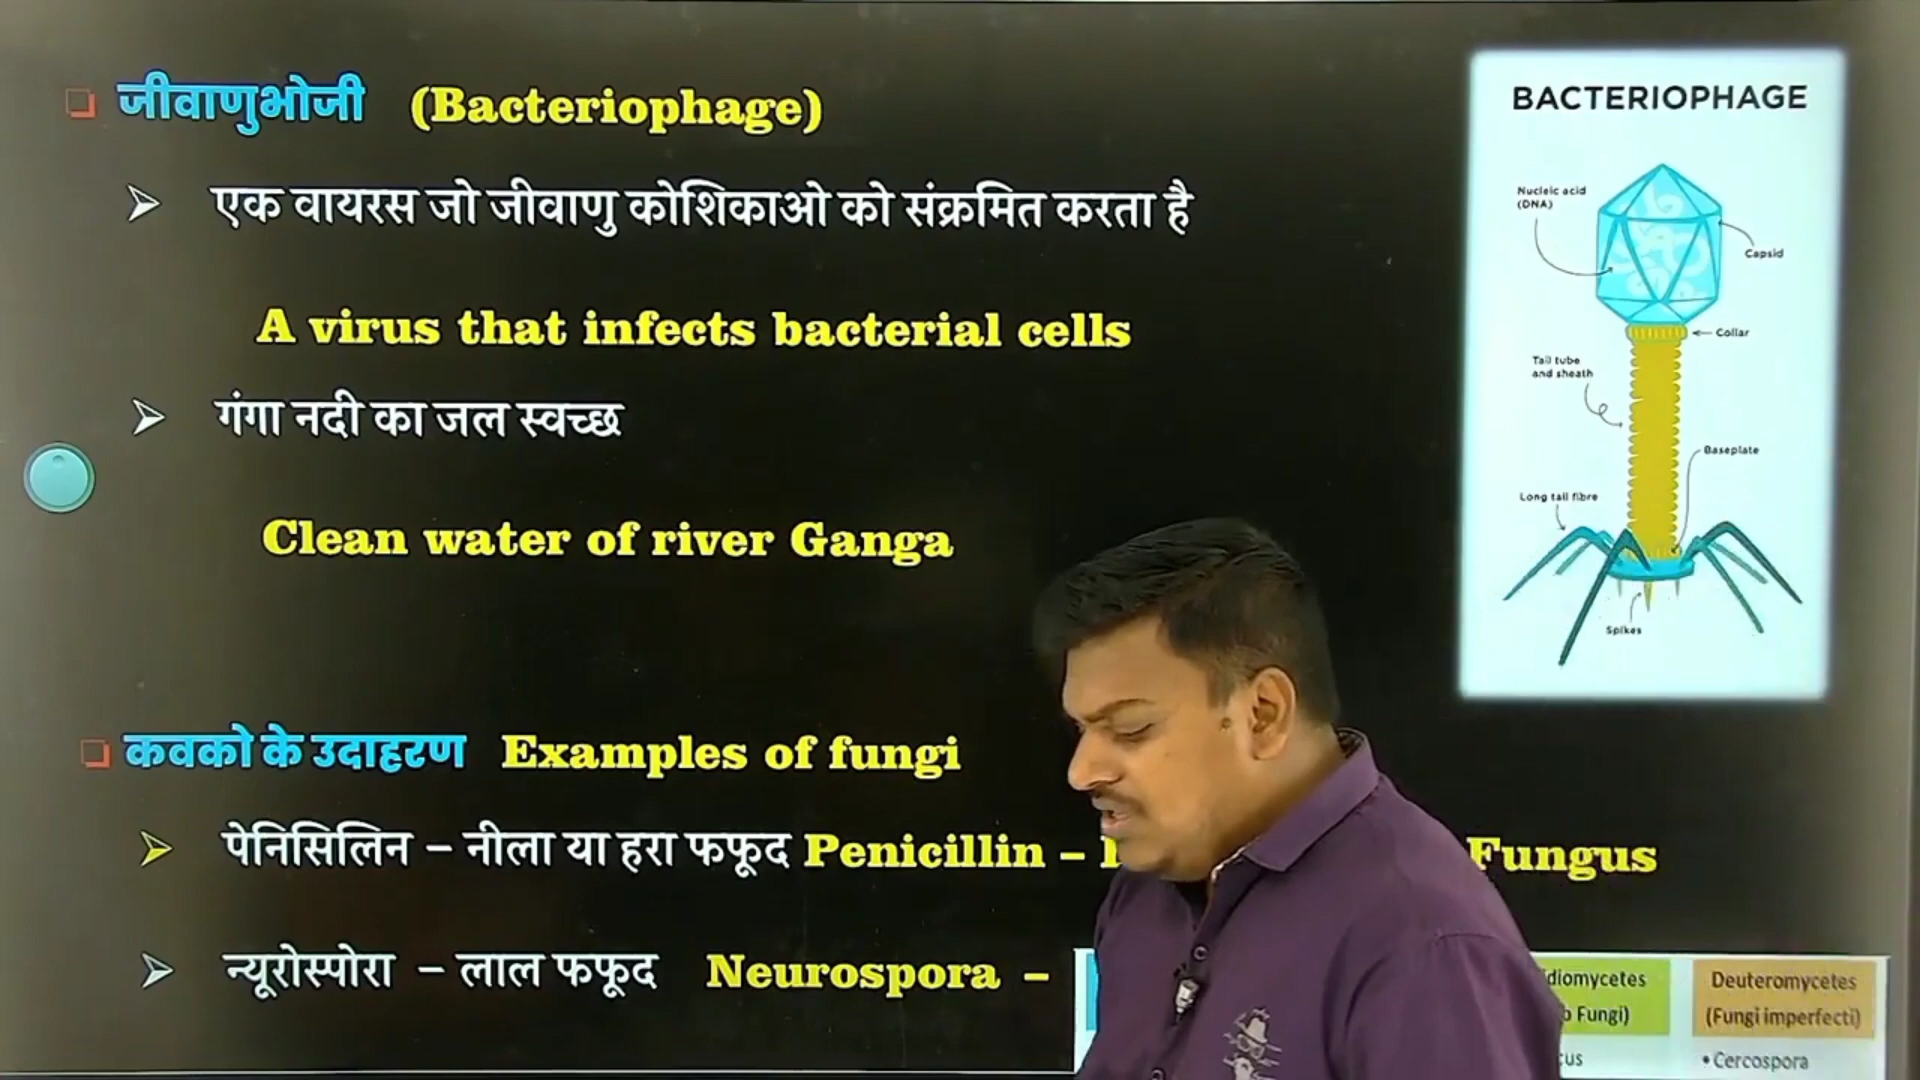 जीवाणुभोजी (Bacteriophage)
एक वायरस जो जीवाणु कोशिकाओ को संक्रमित करता है
A virus that infects bacterial cells
गंगा नदी का जल स्वच्छ
Clean water of river Ganga
कवको के उदाहरण Examples of fungi
पेनिसिलिन – नीला या हरा फफूद Penicillin –
Fungus
न्यूरोस्पोरा – लाल फफूद Neurospora –
BACTERIOPHAGE
Nucleic acid
(DNA)
Capsid
Collar
Tail tube
and sheath
Baseplate
Long tail fibre
Spikes
Fungi)
Deuteromycetes
(Fungi imperfecti)
• Cercospora